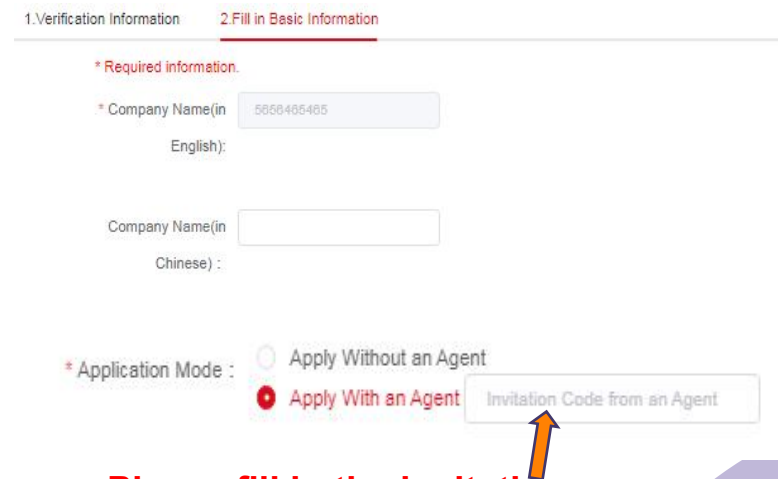 1.Verification Information 2.Fill in Basic Information
* Required information.
* Company Name(in English):
5656465465
Company Name(in Chinese) :
* Application Mode :
Apply Without an Agent
Apply With an Agent
Invitation Code from an Agent